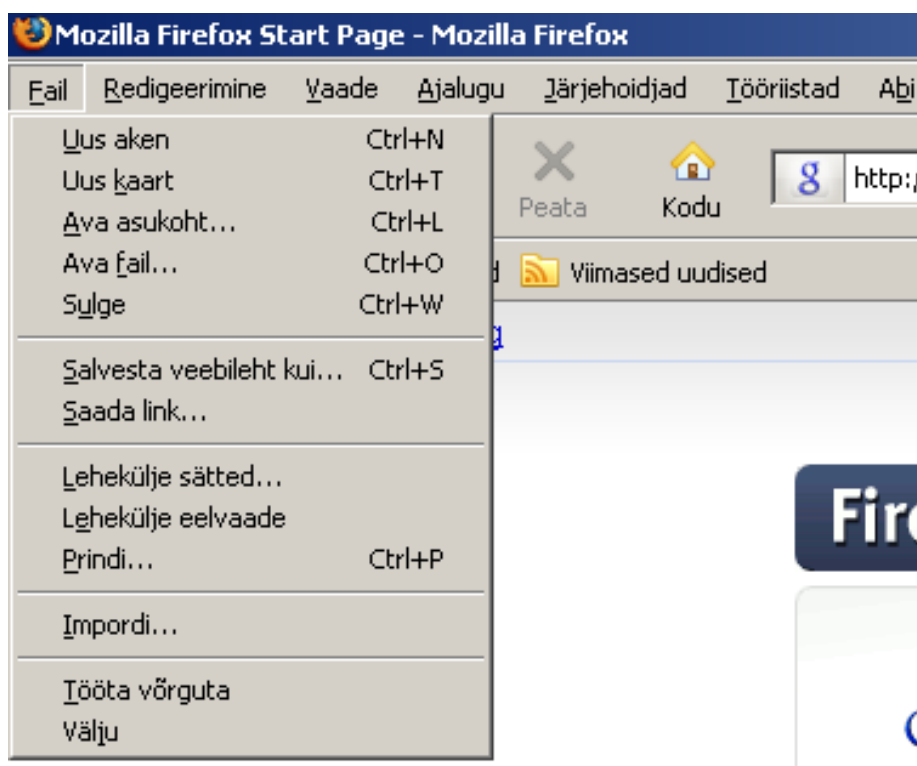 Mozilla Firefox Start Page - Mozilla Firefox
Fail Redigeerimine Vaade Ajalugu Järjehoidjad Tööriistad Abi
Uus aken Ctrl+N
Uus kaart Ctrl+T
Ava asukoht... Ctrl+L
Ava fail... Ctrl+O
Sulge Ctrl+W
Salvesta veebileht kui... Ctrl+S
Saada link...
Lehekülje sätted...
Lehekülje eelvaade
Prindi... Ctrl+P
Impordi...
Tööta võrguta
Välju
Peata Kodu g http:/
Viimased uudised